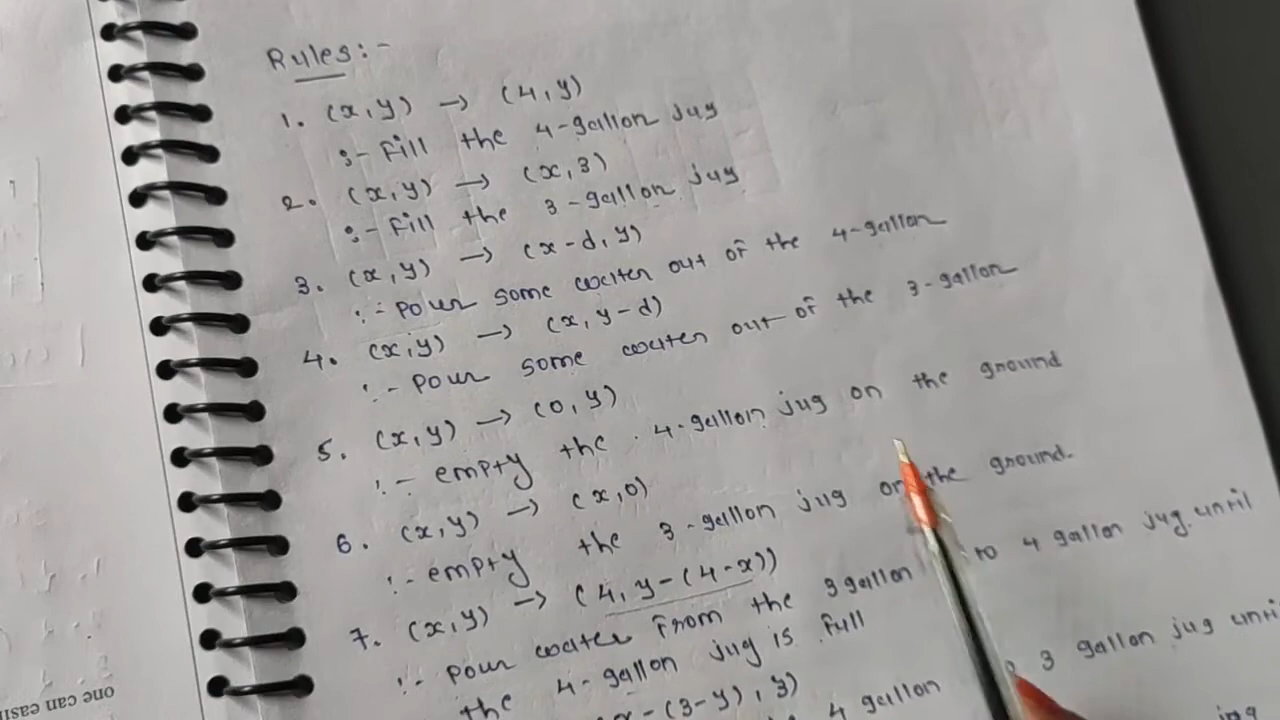 Rules:-
1. (x,y) → (4,y)
:- Fill the 4-gallon jug
2. (x,y) → (x,3)
:- Fill the 3-gallon jug
3. (x,y) → (x-d,y)
:- Pour some water out of the 4-gallon
4. (x,y) → (x,y-d)
:- Pour some water out of the 3-gallon
5. (x,y) → (0,y)
:- empty the 4-gallon jug on the ground
6. (x,y) → (x,0)
:- empty the 3-gallon jug on the ground.
7. (x,y) → (4,y-(4-x))
:- pour water from the 3gallon to 4 gallon jug until
the 4-gallon jug is full
-(3-y),3)
4 gallon 3 gallon jug unti
one can easi